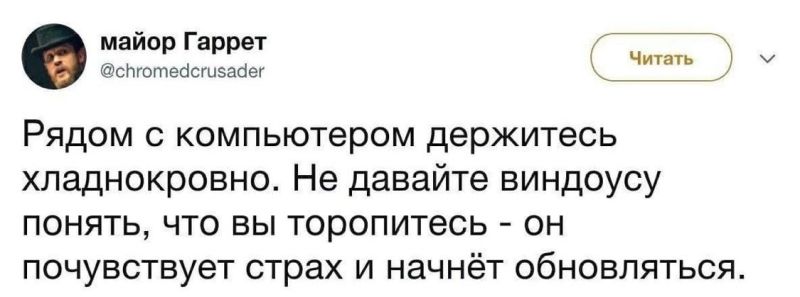 майор Гаррет
@chromedcrusader
Читать
Рядом с компьютером держитесь
хладнокровно. Не давайте виндоусу
понять, что вы торопитесь - он
почувствует страх и начнёт обновляться.